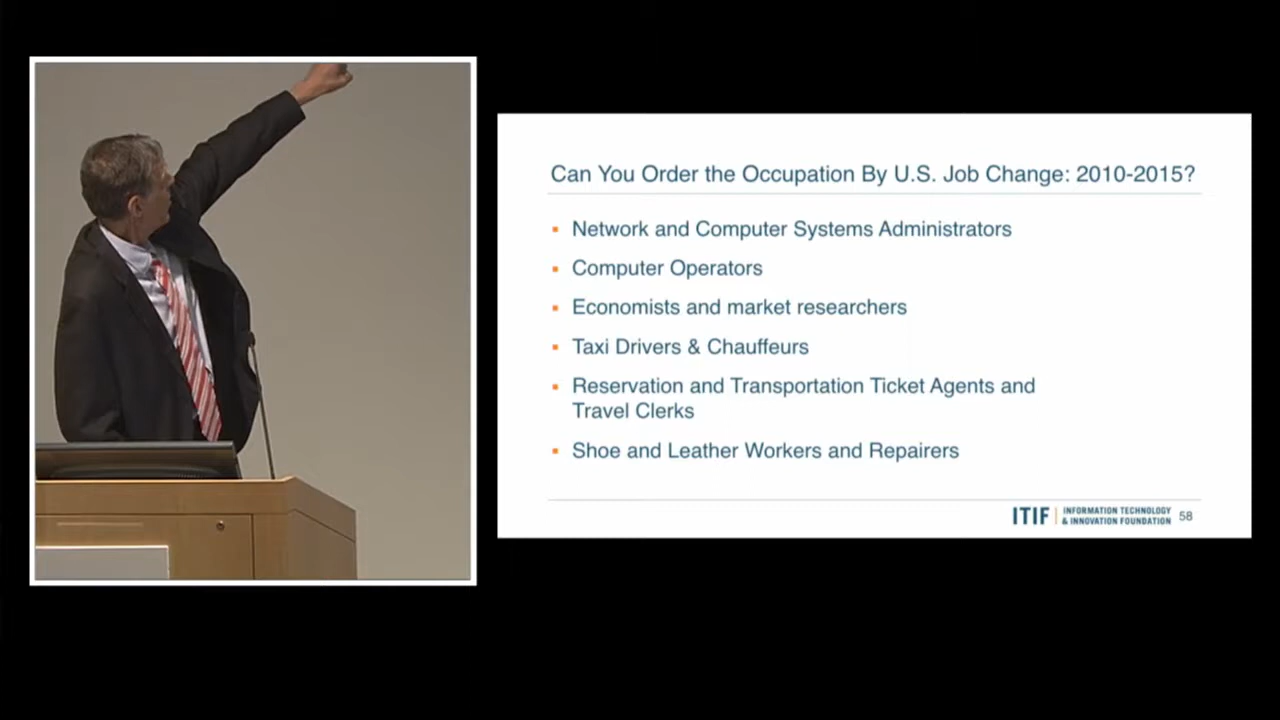 Can You Order the Occupation By U.S. Job Change: 2010-2015?
▪ Network and Computer Systems Administrators
▪ Computer Operators
▪ Economists and market researchers
▪ Taxi Drivers & Chauffeurs
▪ Reservation and Transportation Ticket Agents and
Travel Clerks
▪ Shoe and Leather Workers and Repairers
ITIF | INFORMATION TECHNOLOGY
& INNOVATION FOUNDATION
58